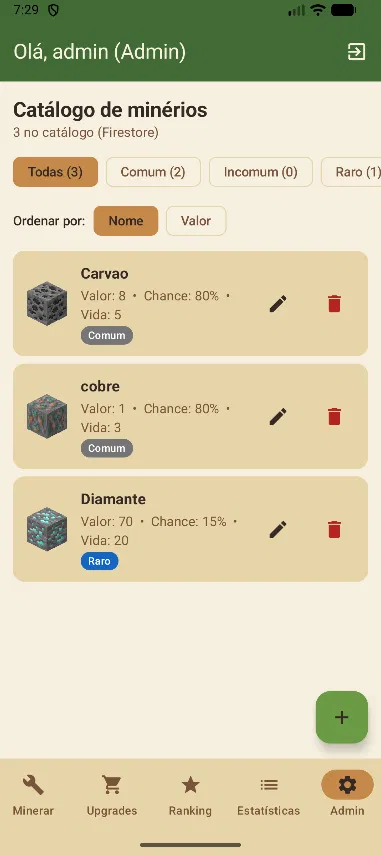 7:29
Olá, admin (Admin)
Catálogo de minérios
3 no catálogo (Firestore)
Todas (3) Comum (2) Incomum (0) Raro (1)
Ordenar por: Nome Valor
Carvao
Valor: 8 • Chance: 80% •
Vida: 5
Comum
cobre
Valor: 1 • Chance: 80% •
Vida: 3
Comum
Diamante
Valor: 70 • Chance: 15% •
Vida: 20
Raro
+
Minerar Upgrades Ranking Estatísticas Admin